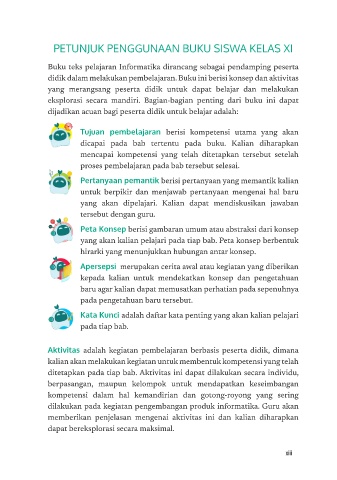 PETUNJUK PENGGUNAAN BUKU SISWA KELAS XI
Buku teks pelajaran Informatika dirancang sebagai pendamping peserta
didik dalam melakukan pembelajaran. Buku ini berisi konsep dan aktivitas
yang merangsang peserta didik untuk dapat belajar dan melakukan
eksplorasi secara mandiri. Bagian-bagian penting dari buku ini dapat
dijadikan acuan bagi peserta didik untuk belajar adalah:
Tujuan pembelajaran berisi kompetensi utama yang akan
dicapai pada bab tertentu pada buku. Kalian diharapkan
mencapai kompetensi yang telah ditetapkan tersebut setelah
proses pembelajaran pada bab tersebut selesai.
Pertanyaan pemantik berisi pertanyaan yang memantik kalian
untuk berpikir dan menjawab pertanyaan mengenai hal baru
yang akan dipelajari. Kalian dapat mendiskusikan jawaban
tersebut dengan guru.
Peta Konsep berisi gambaran umum atau abstraksi dari konsep
yang akan kalian pelajari pada tiap bab. Peta konsep berbentuk
hirarki yang menunjukkan hubungan antar konsep.
Apersepsi merupakan cerita awal atau kegiatan yang diberikan
kepada kalian untuk mendekatkan konsep dan pengetahuan
baru agar kalian dapat memusatkan perhatian pada sepenuhnya
pada pengetahuan baru tersebut.
Kata Kunci adalah daftar kata penting yang akan kalian pelajari
pada tiap bab.
Aktivitas adalah kegiatan pembelajaran berbasis peserta didik, dimana
kalian akan melakukan kegiatan untuk membentuk kompetensi yang telah
ditetapkan pada tiap bab. Aktivitas ini dapat dilakukan secara individu,
berpasangan, maupun kelompok untuk mendapatkan keseimbangan
kompetensi dalam hal kemandirian dan gotong-royong yang sering
dilakukan pada kegiatan pengembangan produk informatika. Guru akan
memberikan penjelasan mengenai aktivitas ini dan kalian diharapkan
dapat bereksplorasi secara maksimal.